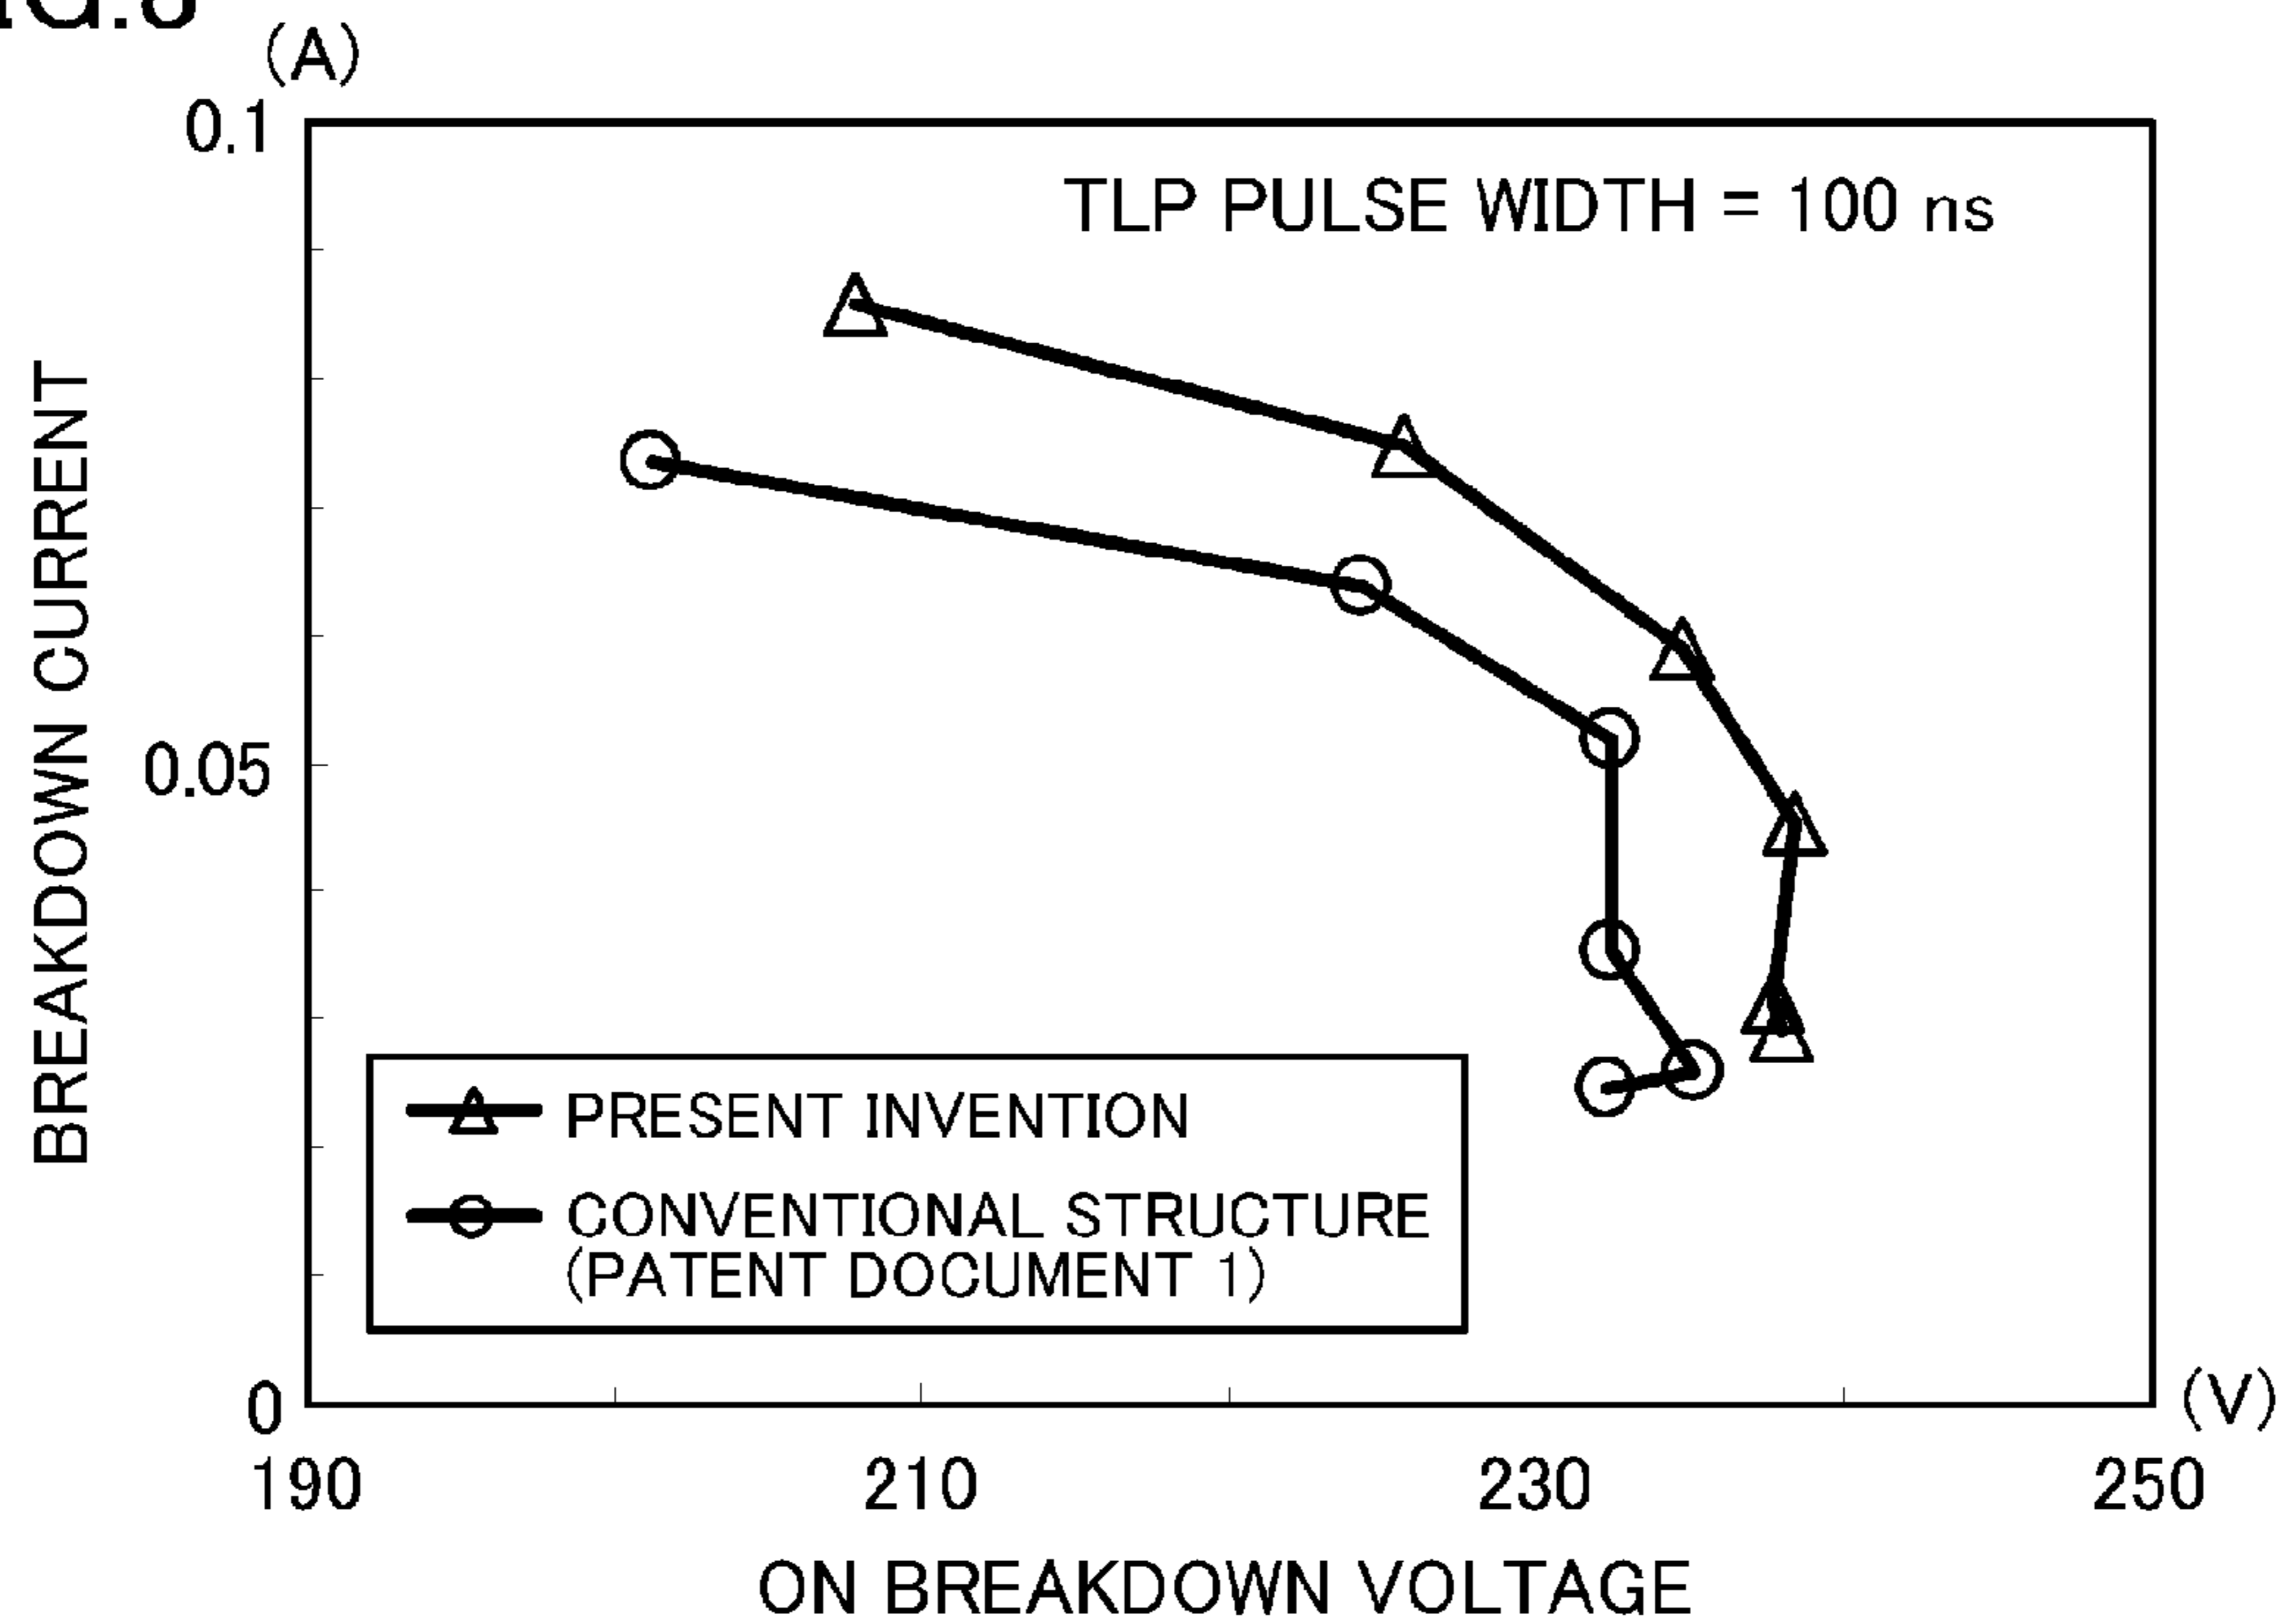 (A)
0.1
TLP PULSE WIDTH = 100 ns
BREAKDOWN CURRENT
0.05
PRESENT INVENTION
CONVENTIONAL STRUCTURE
(PATENT DOCUMENT 1)
0
(V)
190 210 230 250
ON BREAKDOWN VOLTAGE